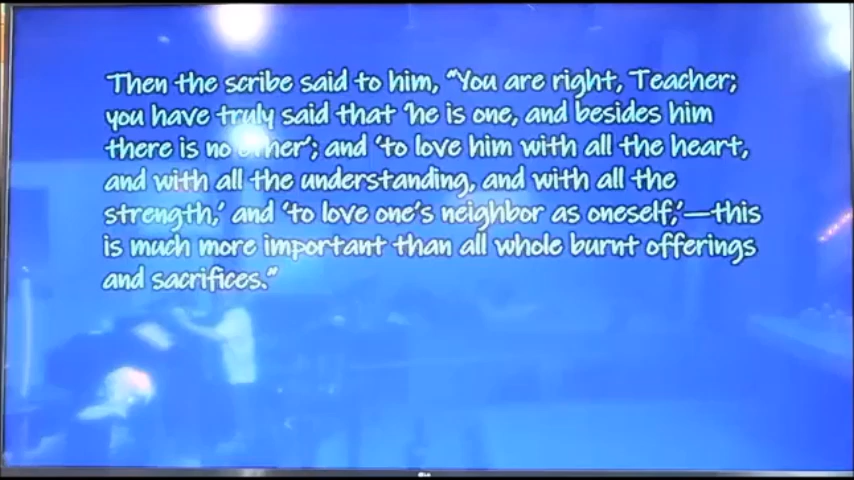 Then the scribe said to him, “You are right, Teacher;
you have truly said that ‘he is one, and besides him
there is no other’; and ‘to love him with all the heart,
and with all the understanding, and with all the
strength,’ and ‘to love one’s neighbor as oneself,’—this
is much more important than all whole burnt offerings
and sacrifices.”